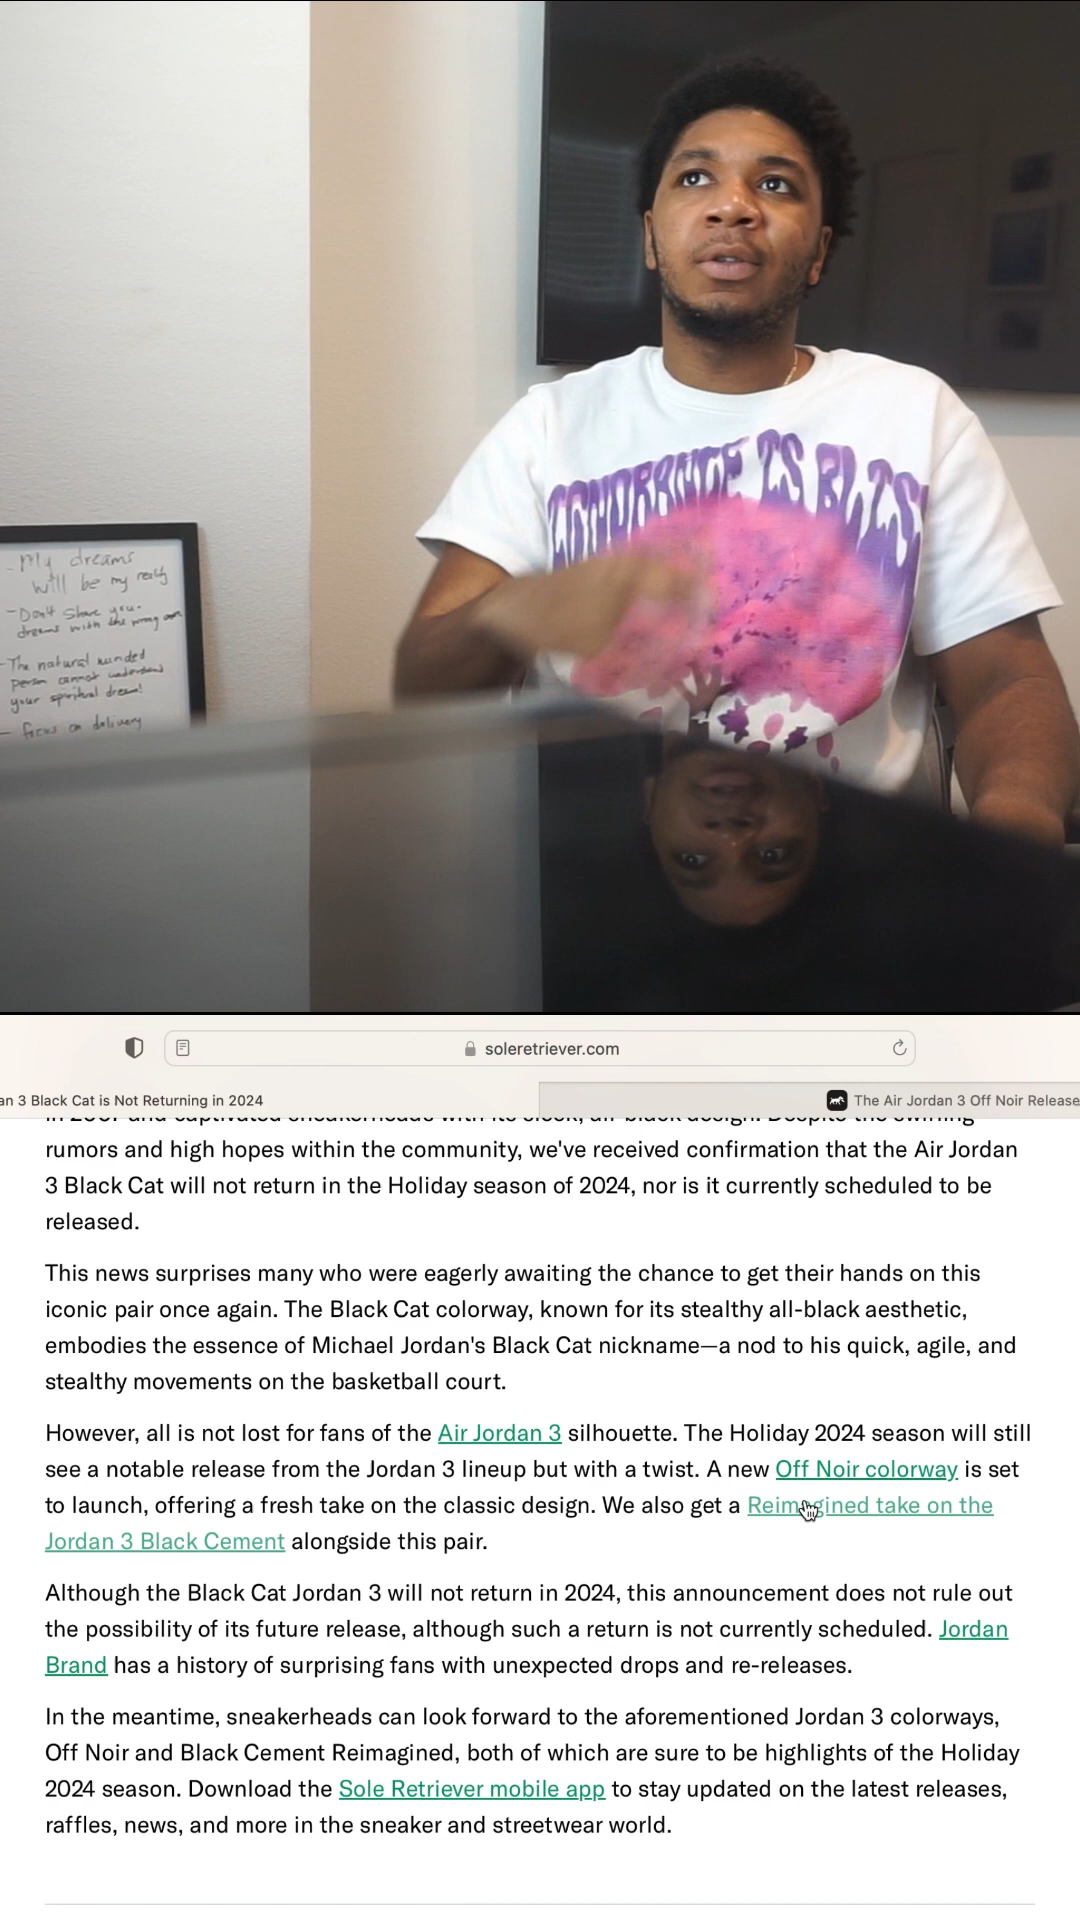 IGNORANCE IS BLIS
- My dreams
will be my reality
- Don't share your
dreams with the wrong
- The natural minded
person cannot understand
your spiritual dream!
- focus on delivery
soleretriever.com
an 3 Black Cat is Not Returning in 2024
The Air Jordan 3 Off Noir Release
rumors and high hopes within the community, we've received confirmation that the Air Jordan
3 Black Cat will not return in the Holiday season of 2024, nor is it currently scheduled to be
released.
This news surprises many who were eagerly awaiting the chance to get their hands on this
iconic pair once again. The Black Cat colorway, known for its stealthy all-black aesthetic,
embodies the essence of Michael Jordan's Black Cat nickname—a nod to his quick, agile, and
stealthy movements on the basketball court.
However, all is not lost for fans of the Air Jordan 3 silhouette. The Holiday 2024 season will still
see a notable release from the Jordan 3 lineup but with a twist. A new Off Noir colorway is set
to launch, offering a fresh take on the classic design. We also get a Reimagined take on the
Jordan 3 Black Cement alongside this pair.
Although the Black Cat Jordan 3 will not return in 2024, this announcement does not rule out
the possibility of its future release, although such a return is not currently scheduled. Jordan
Brand has a history of surprising fans with unexpected drops and re-releases.
In the meantime, sneakerheads can look forward to the aforementioned Jordan 3 colorways,
Off Noir and Black Cement Reimagined, both of which are sure to be highlights of the Holiday
2024 season. Download the Sole Retriever mobile app to stay updated on the latest releases,
raffles, news, and more in the sneaker and streetwear world.